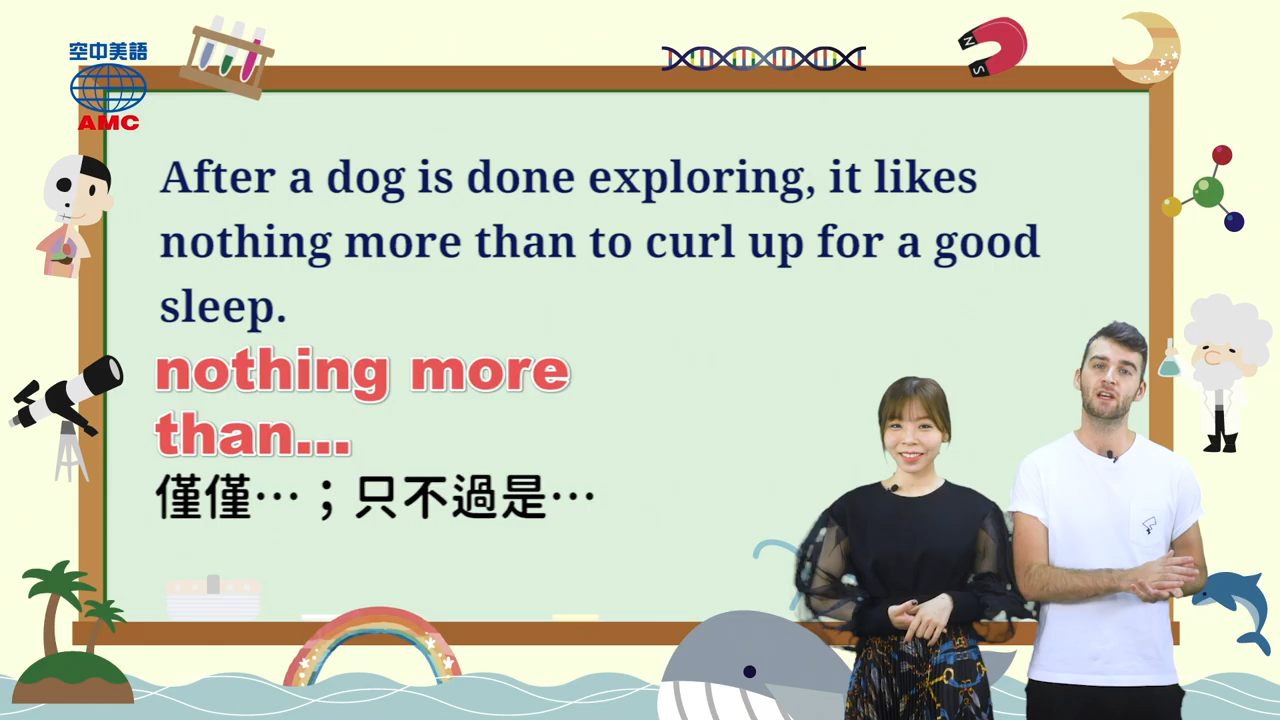 空中美語
AMC
N
S
After a dog is done exploring, it likes
nothing more than to curl up for a good
sleep.
nothing more
than...
僅僅…；只不過是…